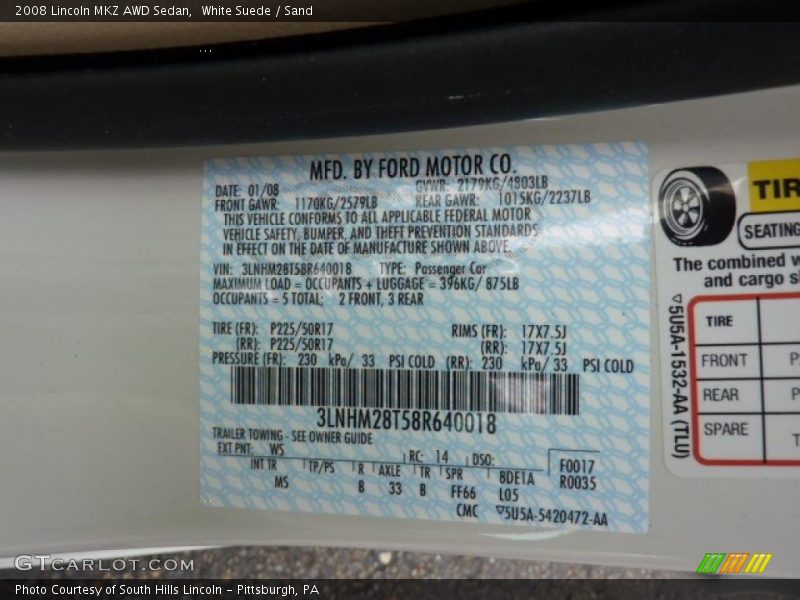 2008 Lincoln MKZ AWD Sedan, White Suede / Sand
MFD. BY FORD MOTOR CO.
DATE: 01/08 GVWR: 2179KG/4803LB
FRONT GAWR: 1170KG/2579LB REAR GAWR: 1015KG/2237LB
THIS VEHICLE CONFORMS TO ALL APPLICABLE FEDERAL MOTOR
VEHICLE SAFETY, BUMPER, AND THEFT PREVENTION STANDARDS
IN EFFECT ON THE DATE OF MANUFACTURE SHOWN ABOVE.
VIN: 3LNHM28T58R640018 TYPE: Passenger Car
MAXIMUM LOAD = OCCUPANTS + LUGGAGE = 396KG/ 875LB
OCCUPANTS = 5 TOTAL; 2 FRONT, 3 REAR
TIRE (FR): P225/50R17 RIMS (FR): 17X7.5J
(RR): P225/50R17 (RR): 17X7.5J
PRESSURE (FR): 230 kPa/ 33 PSI COLD (RR): 230 kPa/ 33 PSI COLD
3LNHM28T58R640018
TRAILER TOWING - SEE OWNER GUIDE
EXT PNT: WS RC: 14 DSO: F0017
INT TR TP/PS R AXLE TR SPR 8DETA R0035
MS B 33 B FF66 L05
CMC ▽5U5A-5420472-AA
TIR
SEATING
The combined w
and cargo s
▽5U5A-1532-AA (TLU)
TIRE
FRONT P
REAR P
SPARE T
GTCARLOT.COM
Photo Courtesy of South Hills Lincoln - Pittsburgh, PA